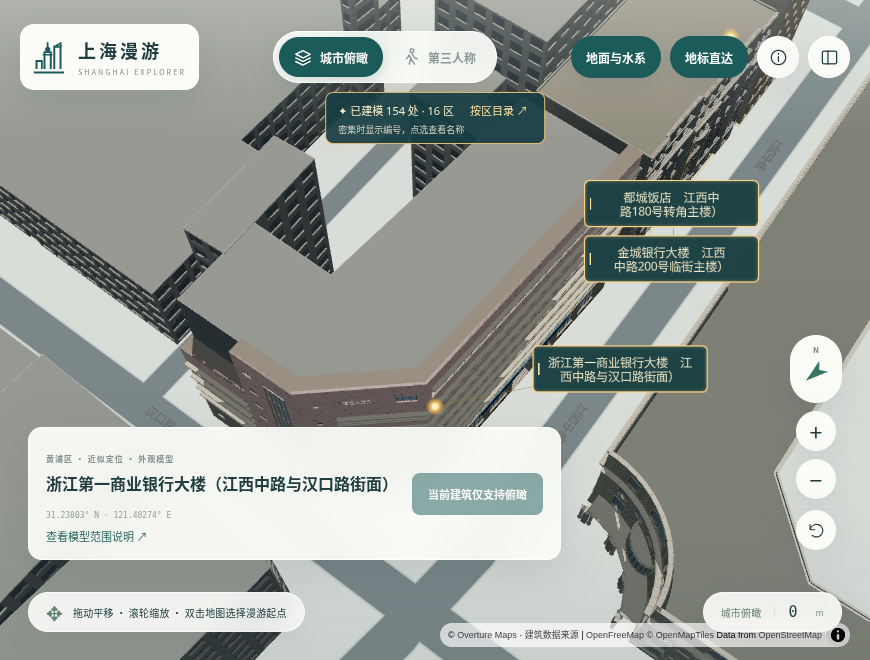 上海漫游
SHANGHAI EXPLORER
城市俯瞰
第三人称
地面与水系
地标直达
✦ 已建模 154 处 · 16 区 按区目录 ↗
密集时显示编号，点选查看名称
都城饭店 江西中
路180号转角主楼）
金城银行大楼 江西
中路200号临街主楼）
浙江第一商业银行大楼 江
西中路与汉口路街面）
N
+
−
黄浦区 · 近似定位 · 外观模型
浙江第一商业银行大楼（江西中路与汉口路街面）
当前建筑仅支持俯瞰
31.23803° N · 121.48274° E
查看模型范围说明 ↗
拖动平移 · 滚轮缩放 · 双击地图选择漫游起点
城市俯瞰 0 m
© Overture Maps · 建筑数据来源 | OpenFreeMap © OpenMapTiles Data from OpenStreetMap